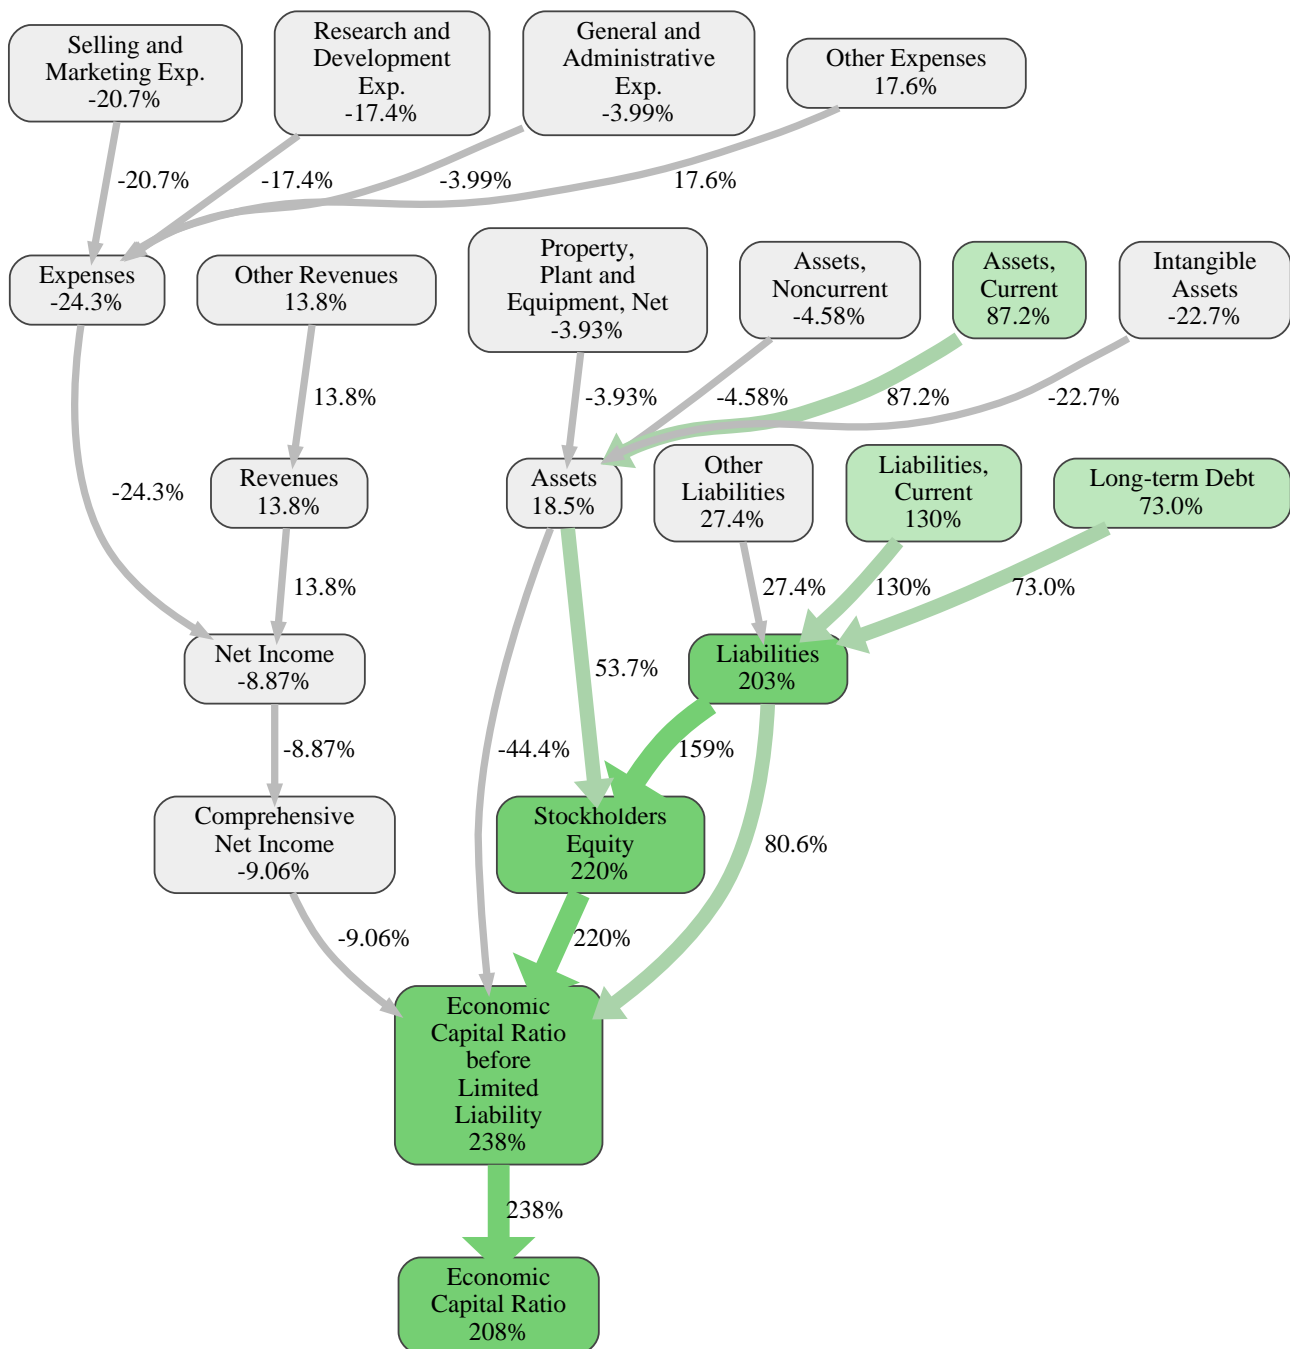 Selling and
Marketing Exp.
-20.7%
Research and
Development
Exp.
-17.4%
General and
Administrative
Exp.
-3.99%
Other Expenses
17.6%
-20.7%
-17.4%
-3.99%
17.6%
Expenses
-24.3%
Other Revenues
13.8%
Property,
Plant and
Equipment, Net
-3.93%
Assets,
Noncurrent
-4.58%
Assets,
Current
87.2%
Intangible
Assets
-22.7%
13.8%
-3.93%
-4.58%
87.2%
-22.7%
-24.3%
Revenues
13.8%
Assets
18.5%
Other
Liabilities
27.4%
Liabilities,
Current
130%
Long-term Debt
73.0%
13.8%
27.4%
130%
73.0%
Net Income
-8.87%
53.7%
Liabilities
203%
-8.87%
-44.4%
159%
Comprehensive
Net Income
-9.06%
Stockholders
Equity
220%
80.6%
-9.06%
220%
Economic
Capital Ratio
before
Limited
Liability
238%
238%
Economic
Capital Ratio
208%